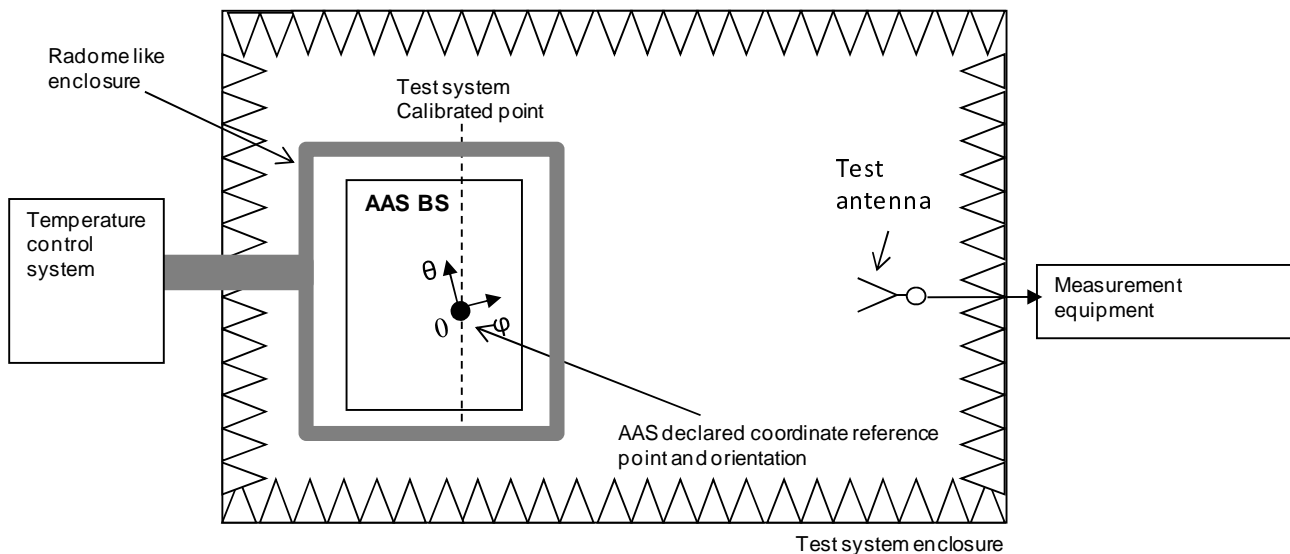 Radome like
enclosure
Test system
Calibrated point
Test
antenna
AAS BS
Temperature
control
system
θ
φ
0
Measurement
equipment
AAS declared coordinate reference
point and orientation
Test system enclosure